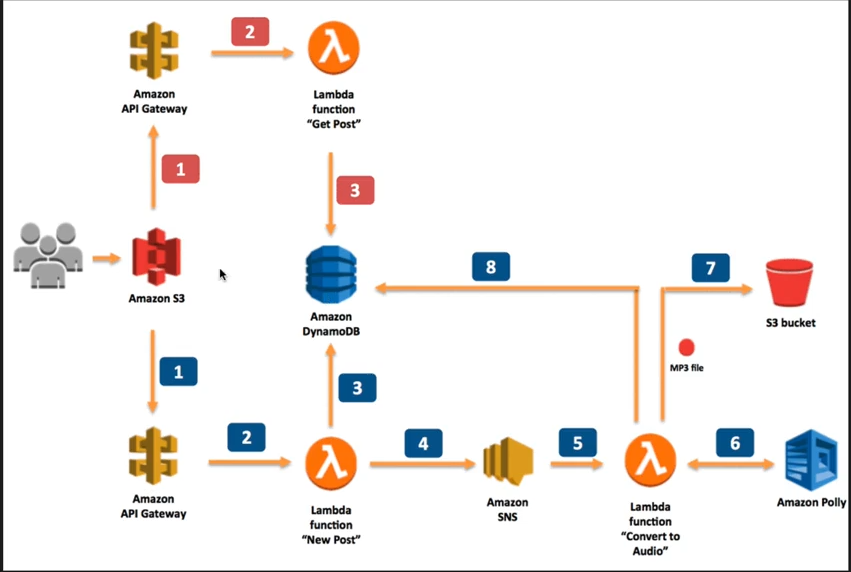 2
Amazon
API Gateway
Lambda
function
“Get Post”
1
3
Amazon S3
Amazon
DynamoDB
8
7
S3 bucket
MP3 file
1
3
2
4
5
6
Amazon
API Gateway
Lambda
function
“New Post”
Amazon
SNS
Lambda
function
“Convert to
Audio”
Amazon Polly